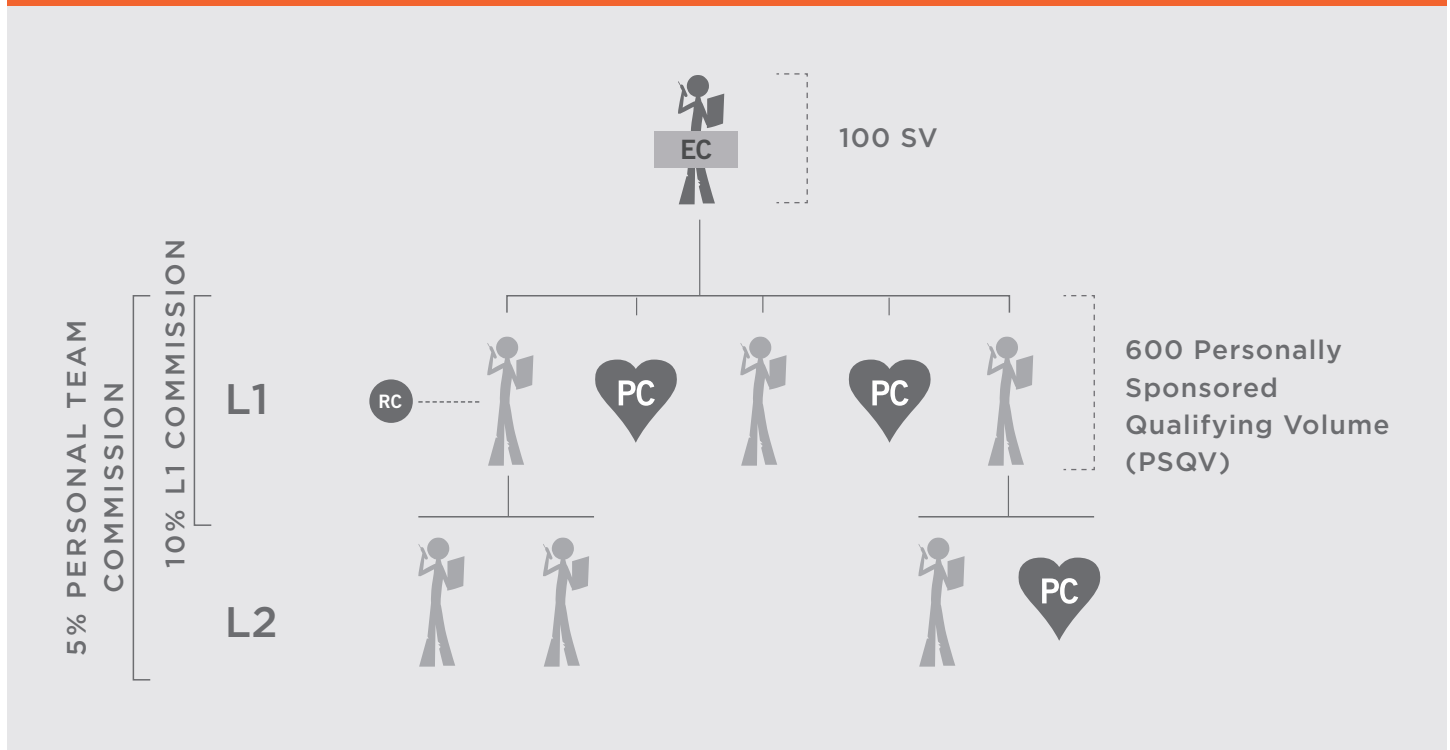 EC
100 SV
5% PERSONAL TEAM
COMMISSION
10% L1 COMMISSION
L1
RC
PC
PC
600 Personally
Sponsored
Qualifying Volume
(PSQV)
L2
PC